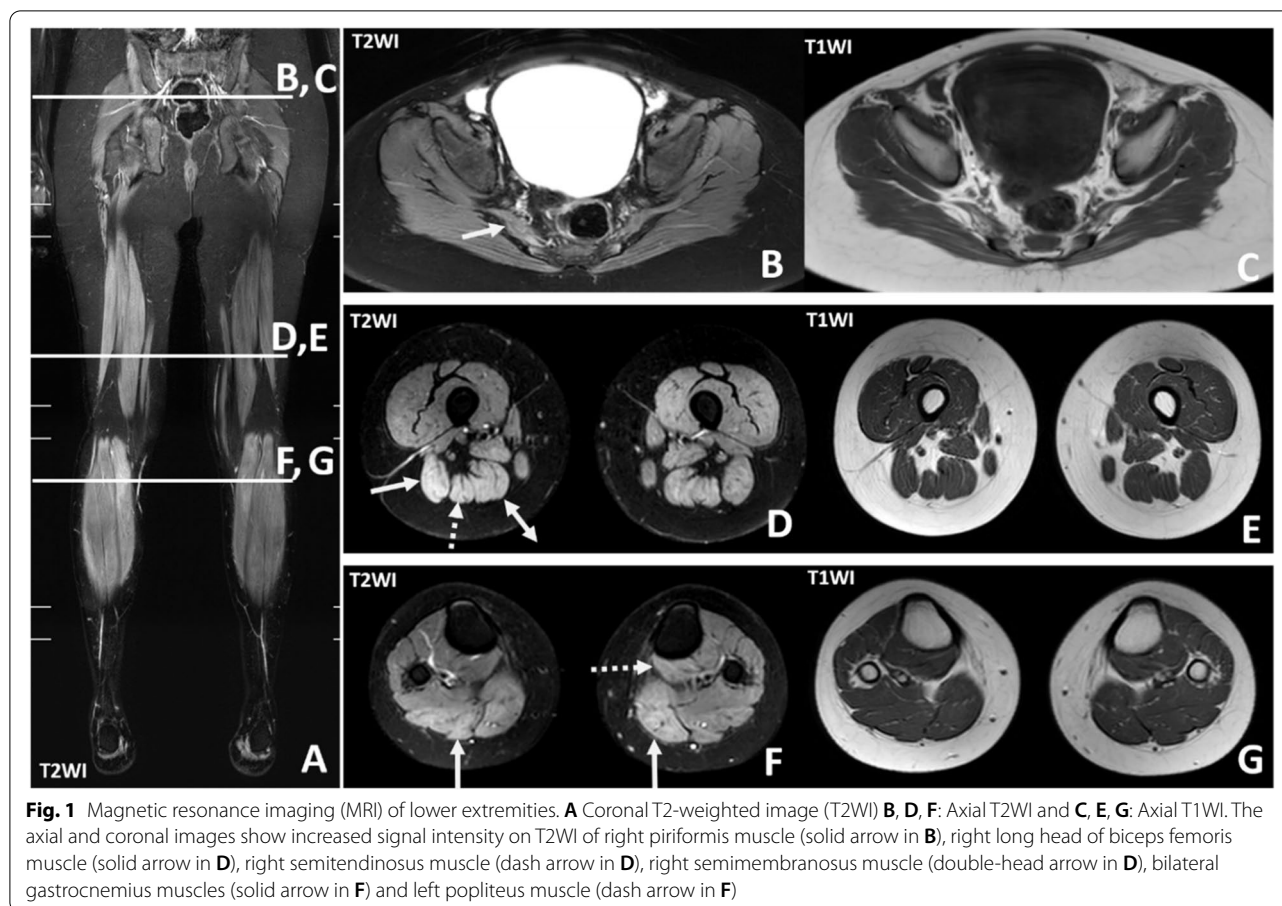 B, C
D,E
F, G
T2WI
A
T2WI
B
T1WI
C
T2WI
D
T1WI
E
T2WI
F
T1WI
G
Fig. 1 Magnetic resonance imaging (MRI) of lower extremities. A Coronal T2-weighted image (T2WI) B, D, F: Axial T2WI and C, E, G: Axial T1WI. The
axial and coronal images show increased signal intensity on T2WI of right piriformis muscle (solid arrow in B), right long head of biceps femoris
muscle (solid arrow in D), right semitendinosus muscle (dash arrow in D), right semimembranosus muscle (double-head arrow in D), bilateral
gastrocnemius muscles (solid arrow in F) and left popliteus muscle (dash arrow in F)